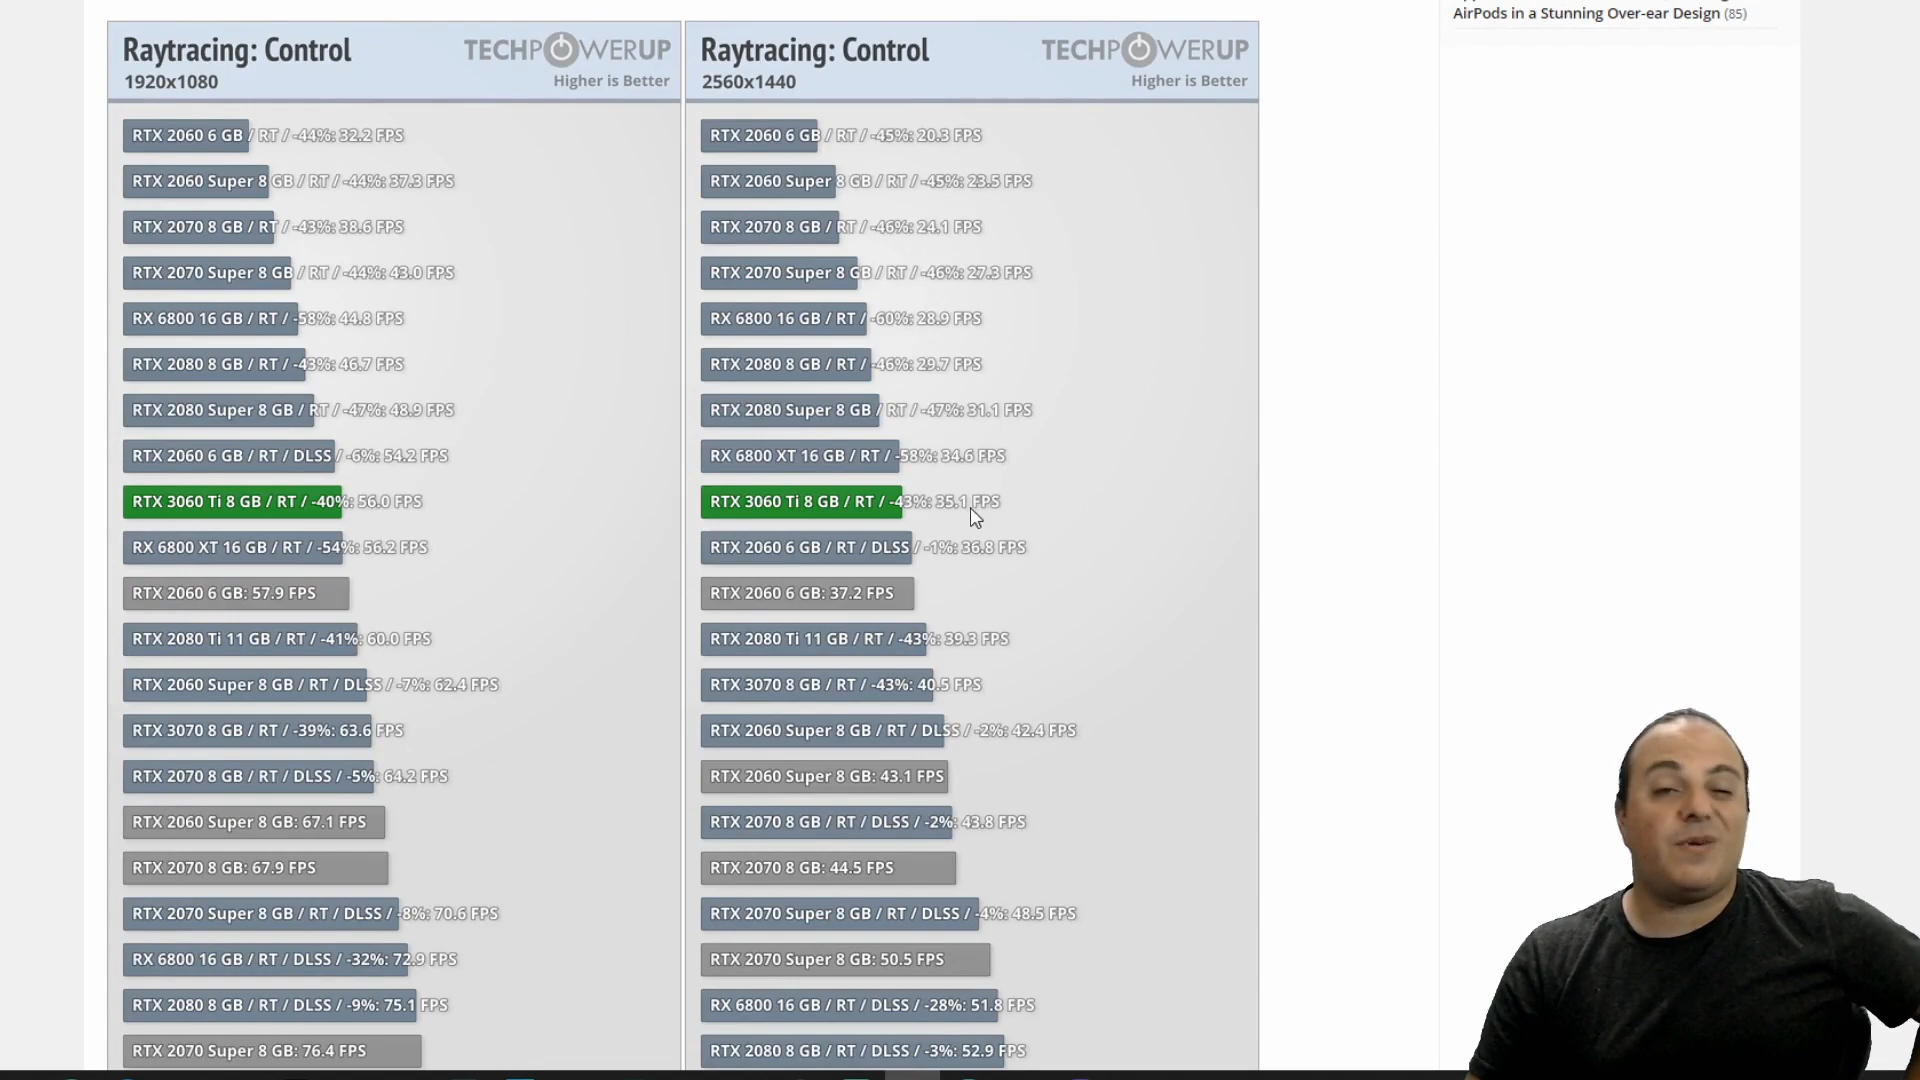 AirPods in a Stunning Over-ear Design (85)
Raytracing: Control
TECHPOWERUP
1920x1080
Higher is Better
RTX 2060 6 GB / RT / -44%: 32.2 FPS
RTX 2060 Super 8 GB / RT / -44%: 37.3 FPS
RTX 2070 8 GB / RT / -43%: 38.6 FPS
RTX 2070 Super 8 GB / RT / -44%: 43.0 FPS
RX 6800 16 GB / RT / -58%: 44.8 FPS
RTX 2080 8 GB / RT / -43%: 46.7 FPS
RTX 2080 Super 8 GB / RT / -47%: 48.9 FPS
RTX 2060 6 GB / RT / DLSS / -6%: 54.2 FPS
RTX 3060 Ti 8 GB / RT / -40%: 56.0 FPS
RX 6800 XT 16 GB / RT / -54%: 56.2 FPS
RTX 2060 6 GB: 57.9 FPS
RTX 2080 Ti 11 GB / RT / -41%: 60.0 FPS
RTX 2060 Super 8 GB / RT / DLSS / -7%: 62.4 FPS
RTX 3070 8 GB / RT / -39%: 63.6 FPS
RTX 2070 8 GB / RT / DLSS / -5%: 64.2 FPS
RTX 2060 Super 8 GB: 67.1 FPS
RTX 2070 8 GB: 67.9 FPS
RTX 2070 Super 8 GB / RT / DLSS / -8%: 70.6 FPS
RX 6800 16 GB / RT / DLSS / -32%: 72.9 FPS
RTX 2080 8 GB / RT / DLSS / -9%: 75.1 FPS
RTX 2070 Super 8 GB: 76.4 FPS
Raytracing: Control
TECHPOWERUP
2560x1440
Higher is Better
RTX 2060 6 GB / RT / -45%: 20.3 FPS
RTX 2060 Super 8 GB / RT / -45%: 23.5 FPS
RTX 2070 8 GB / RT / -46%: 24.1 FPS
RTX 2070 Super 8 GB / RT / -46%: 27.3 FPS
RX 6800 16 GB / RT / -60%: 28.9 FPS
RTX 2080 8 GB / RT / -46%: 29.7 FPS
RTX 2080 Super 8 GB / RT / -47%: 31.1 FPS
RX 6800 XT 16 GB / RT / -58%: 34.6 FPS
RTX 3060 Ti 8 GB / RT / -43%: 35.1 FPS
RTX 2060 6 GB / RT / DLSS / -1%: 36.8 FPS
RTX 2060 6 GB: 37.2 FPS
RTX 2080 Ti 11 GB / RT / -43%: 39.3 FPS
RTX 3070 8 GB / RT / -43%: 40.5 FPS
RTX 2060 Super 8 GB / RT / DLSS / -2%: 42.4 FPS
RTX 2060 Super 8 GB: 43.1 FPS
RTX 2070 8 GB / RT / DLSS / -2%: 43.8 FPS
RTX 2070 8 GB: 44.5 FPS
RTX 2070 Super 8 GB / RT / DLSS / -4%: 48.5 FPS
RTX 2070 Super 8 GB: 50.5 FPS
RX 6800 16 GB / RT / DLSS / -28%: 51.8 FPS
RTX 2080 8 GB / RT / DLSS / -3%: 52.9 FPS